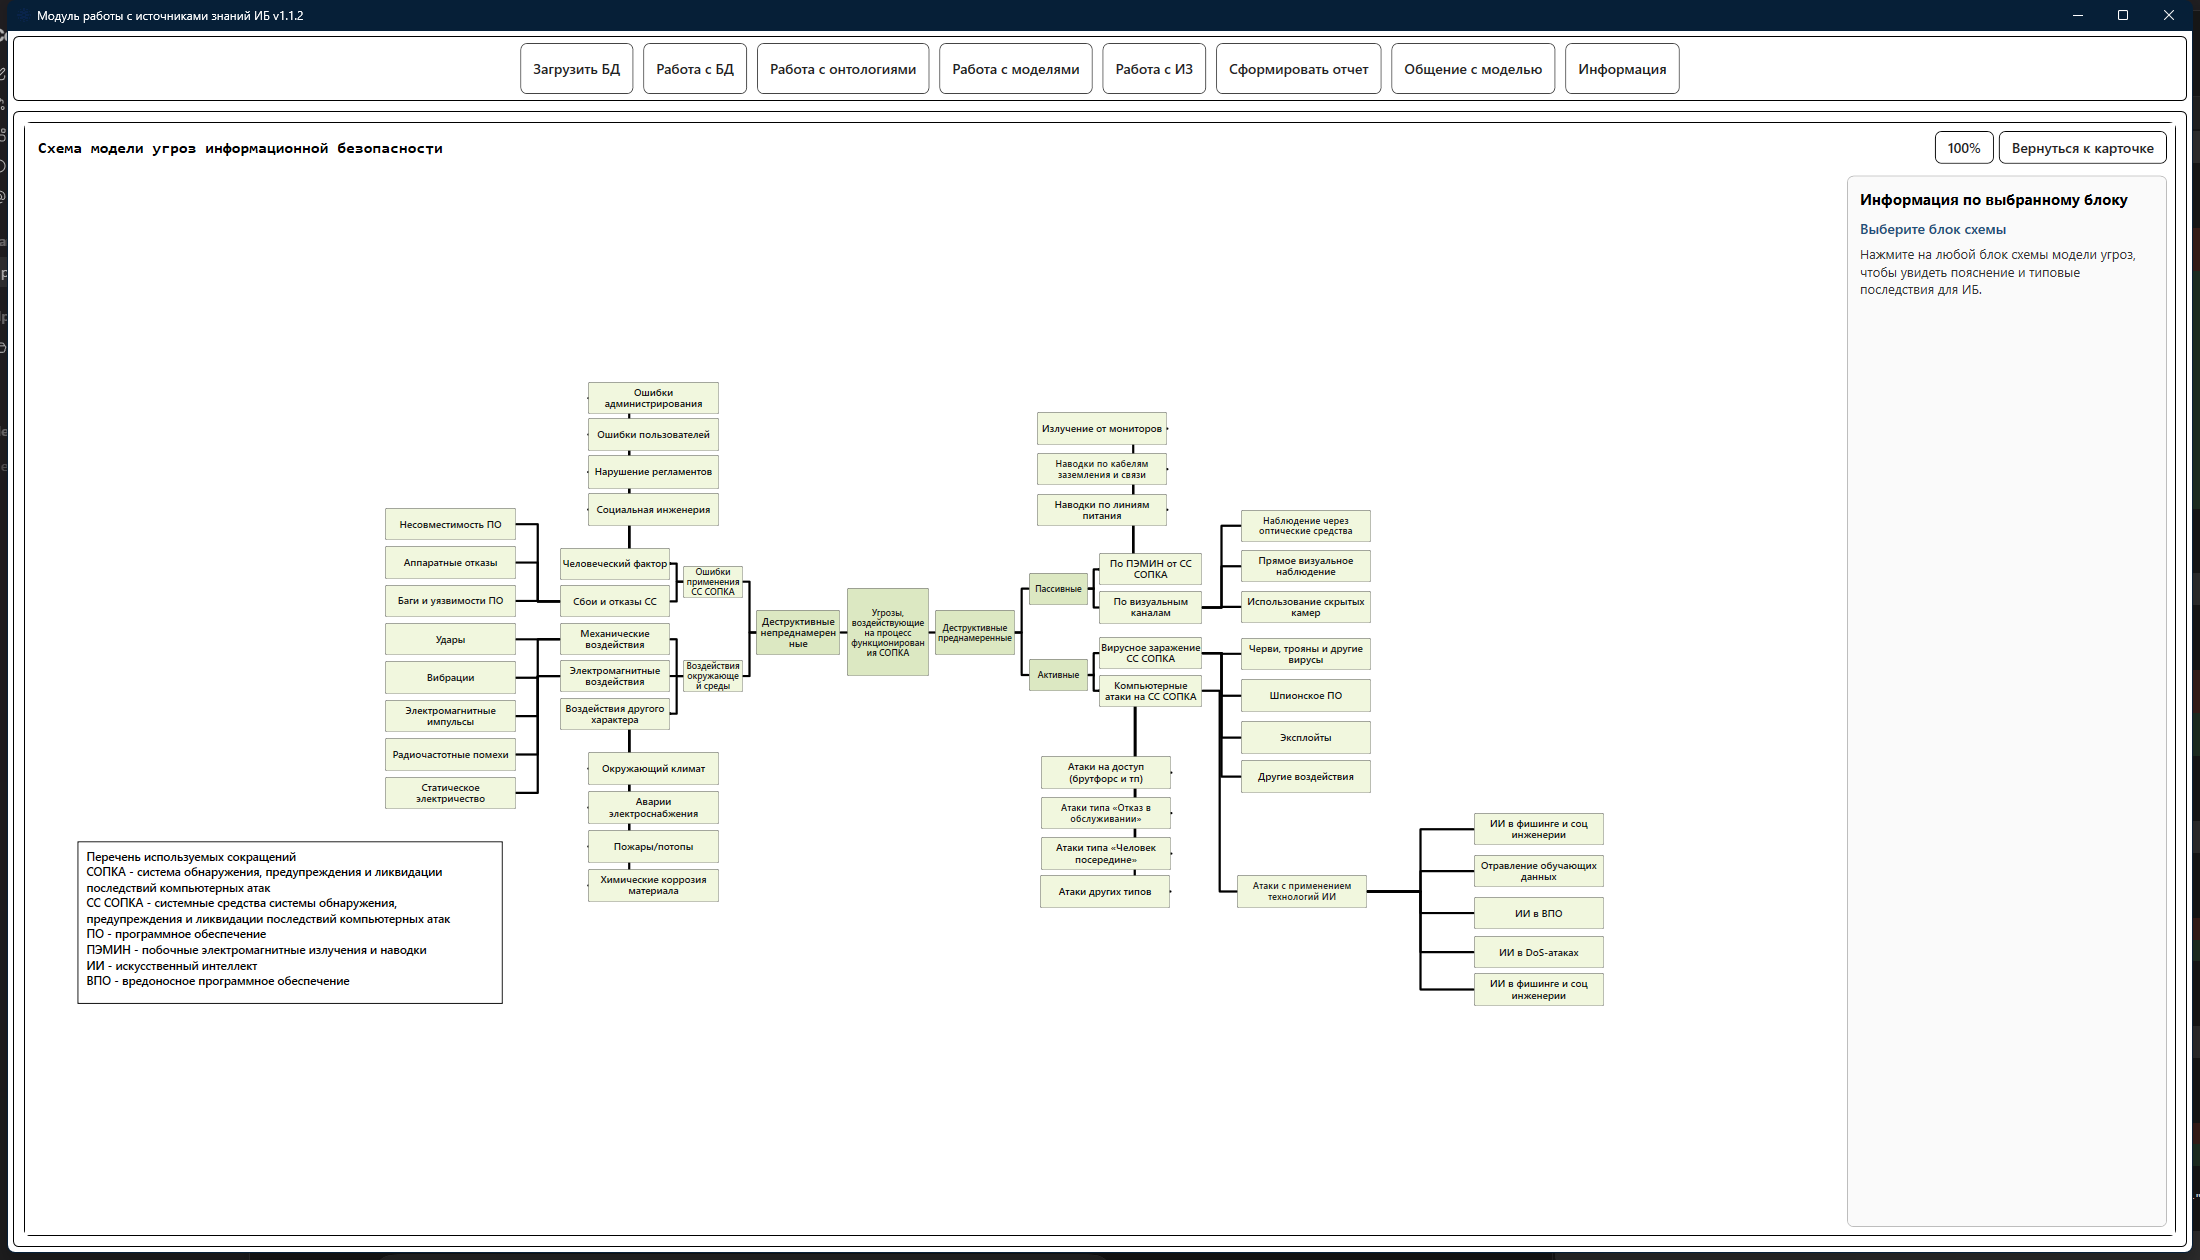 Модуль работы с источниками знаний ИБ v1.1.2
Загрузить БД
Работа с БД
Работа с онтологиями
Работа с моделями
Работа с ИЗ
Сформировать отчет
Общение с моделью
Информация
Схема модели угроз информационной безопасности
100%
Вернуться к карточке
Информация по выбранному блоку
Выберите блок схемы
Нажмите на любой блок схемы модели угроз,
чтобы увидеть пояснение и типовые
последствия для ИБ.
Ошибки
администрирования
Ошибки пользователей
Нарушение регламентов
Социальная инженерия
Несовместимость ПО
Аппаратные отказы
Баги и уязвимости ПО
Удары
Вибрации
Электромагнитные
импульсы
Радиочастотные помехи
Статическое
электричество
Человеческий фактор
Сбои и отказы СС
Механические
воздействия
Электромагнитные
воздействия
Воздействия другого
характера
Ошибки
применения
СС СОПКА
Воздействия
окружающе
й среды
Окружающий климат
Аварии
электроснабжения
Пожары/потопы
Химические коррозия
материала
Деструктивные
непреднамерен
ные
Угрозы,
воздействующие
на процесс
функционирован
ия СОПКА
Деструктивные
преднамеренные
Пассивные
Активные
Излучение от мониторов
Наводки по кабелям
заземления и связи
Наводки по линиям
питания
По ПЭМИН от СС
СОПКА
По визуальным
каналам
Вирусное заражение
СС СОПКА
Компьютерные
атаки на СС СОПКА
Наблюдение через
оптические средства
Прямое визуальное
наблюдение
Использование скрытых
камер
Черви, трояны и другие
вирусы
Шпионское ПО
Эксплойты
Другие воздействия
Атаки на доступ
(брутфорс и тп)
Атаки типа «Отказ в
обслуживании»
Атаки типа «Человек
посередине»
Атаки других типов
Атаки с применением
технологий ИИ
ИИ в фишинге и соц
инженерии
Отравление обучающих
данных
ИИ в ВПО
ИИ в DoS-атаках
ИИ в фишинге и соц
инженерии
Перечень используемых сокращений
СОПКА - система обнаружения, предупреждения и ликвидации
последствий компьютерных атак
СС СОПКА - системные средства системы обнаружения,
предупреждения и ликвидации последствий компьютерных атак
ПО - программное обеспечение
ПЭМИН - побочные электромагнитные излучения и наводки
ИИ - искусственный интеллект
ВПО - вредоносное программное обеспечение